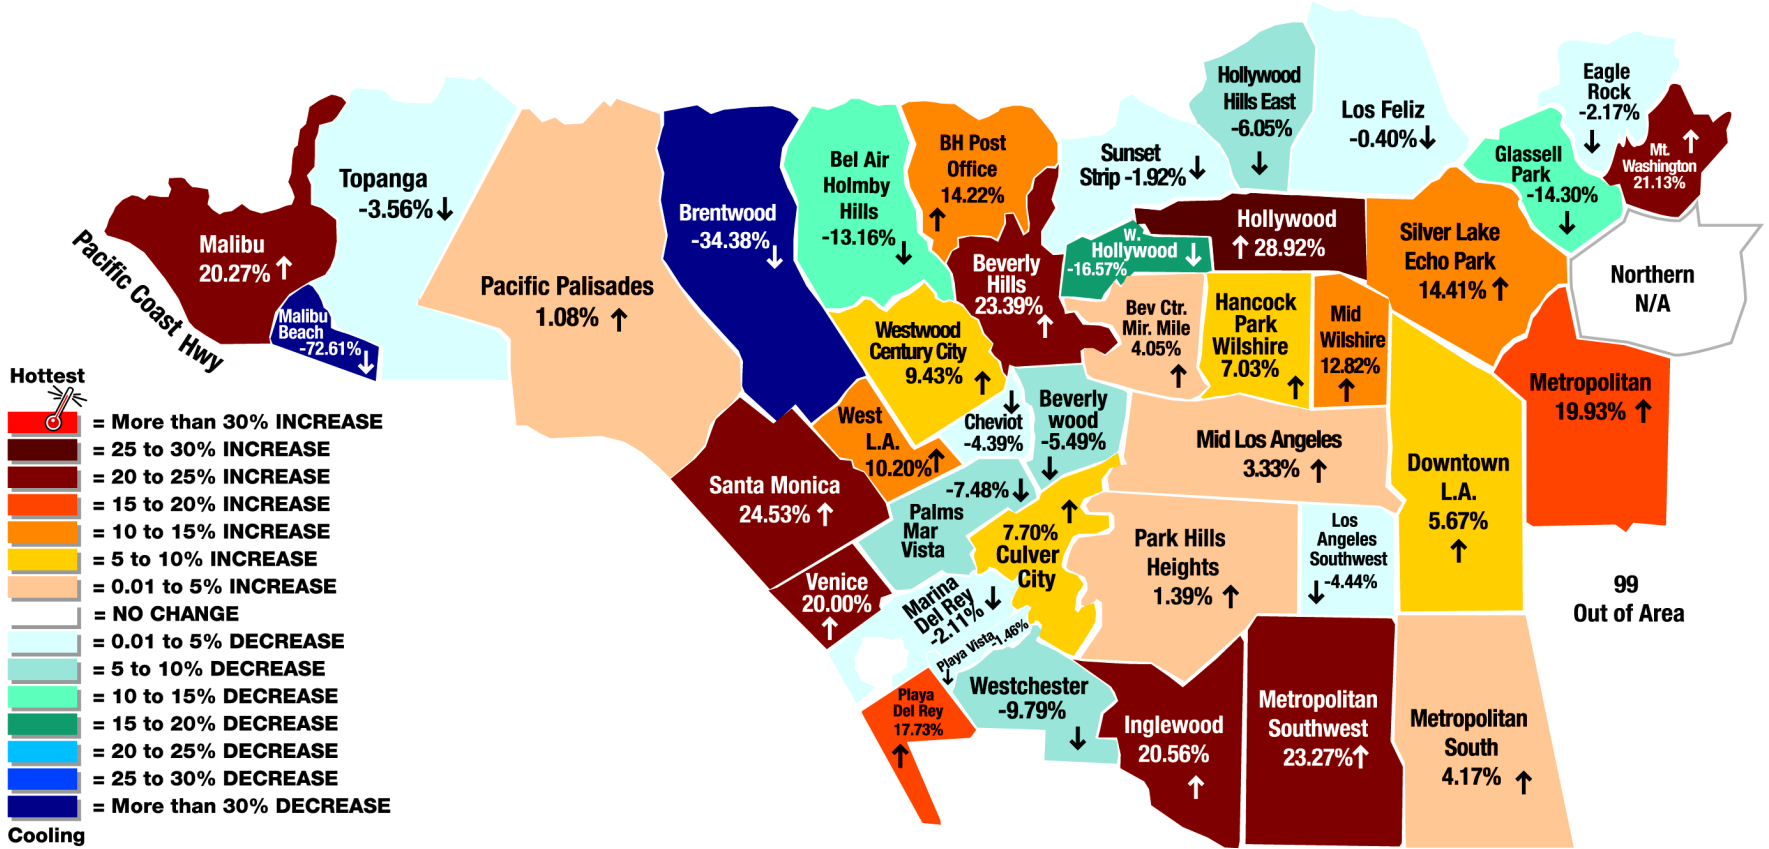 Malibu
20.27%
Pacific Coast Hwy
Malibu
Beach
-72.61%
Topanga
-3.56%
Pacific Palisades
1.08%
Brentwood
-34.38%
Bel Air
Holmby
Hills
-13.16%
BH Post
Office
14.22%
Beverly
Hills
23.39%
Sunset
Strip -1.92%
Hollywood
Hills East
-6.05%
Los Feliz
-0.40%
Eagle
Rock
-2.17%
Mt.
Washington
21.13%
Glassell
Park
-14.30%
W.
Hollywood
-16.57%
Hollywood
28.92%
Silver Lake
Echo Park
14.41%
Northern
N/A
Westwood
Century City
9.43%
Bev Ctr.
Mir. Mile
4.05%
Hancock
Park
Wilshire
7.03%
Mid
Wilshire
12.82%
Metropolitan
19.93%
West
L.A.
10.20%
Cheviot
-4.39%
Beverly
wood
-5.49%
Mid Los Angeles
3.33%
Downtown
L.A.
5.67%
Santa Monica
24.53%
-7.48%
Palms
Mar
Vista
7.70%
Culver
City
Park Hills
Heights
1.39%
Los
Angeles
Southwest
-4.44%
99
Out of Area
Venice
20.00%
Marina
Del Rey
-2.11%
Playa Vista -1.46%
Playa
Del Rey
17.73%
Westchester
-9.79%
Inglewood
20.56%
Metropolitan
Southwest
23.27%
Metropolitan
South
4.17%
Hottest
= More than 30% INCREASE
= 25 to 30% INCREASE
= 20 to 25% INCREASE
= 15 to 20% INCREASE
= 10 to 15% INCREASE
= 5 to 10% INCREASE
= 0.01 to 5% INCREASE
= NO CHANGE
= 0.01 to 5% DECREASE
= 5 to 10% DECREASE
= 10 to 15% DECREASE
= 15 to 20% DECREASE
= 20 to 25% DECREASE
= 25 to 30% DECREASE
= More than 30% DECREASE
Cooling